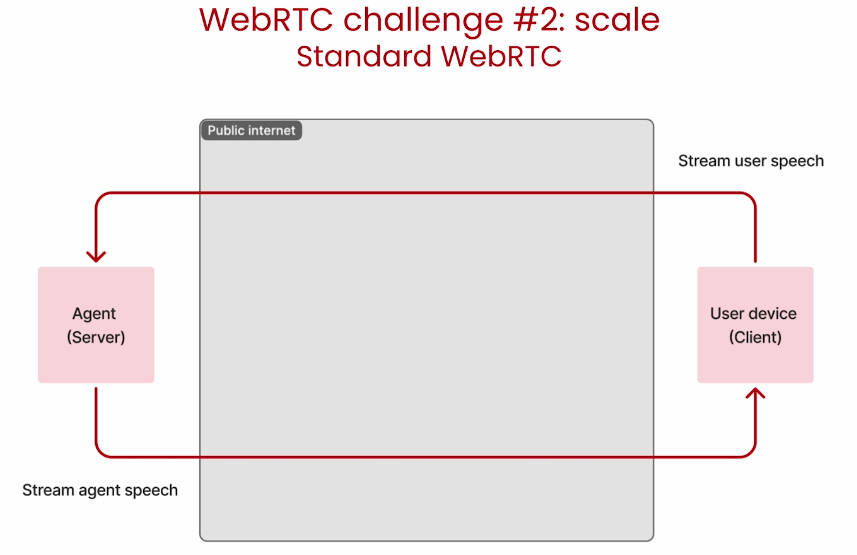 WebRTC challenge #2: scale
Standard WebRTC
Public internet
Stream user speech
Agent
(Server)
User device
(Client)
Stream agent speech